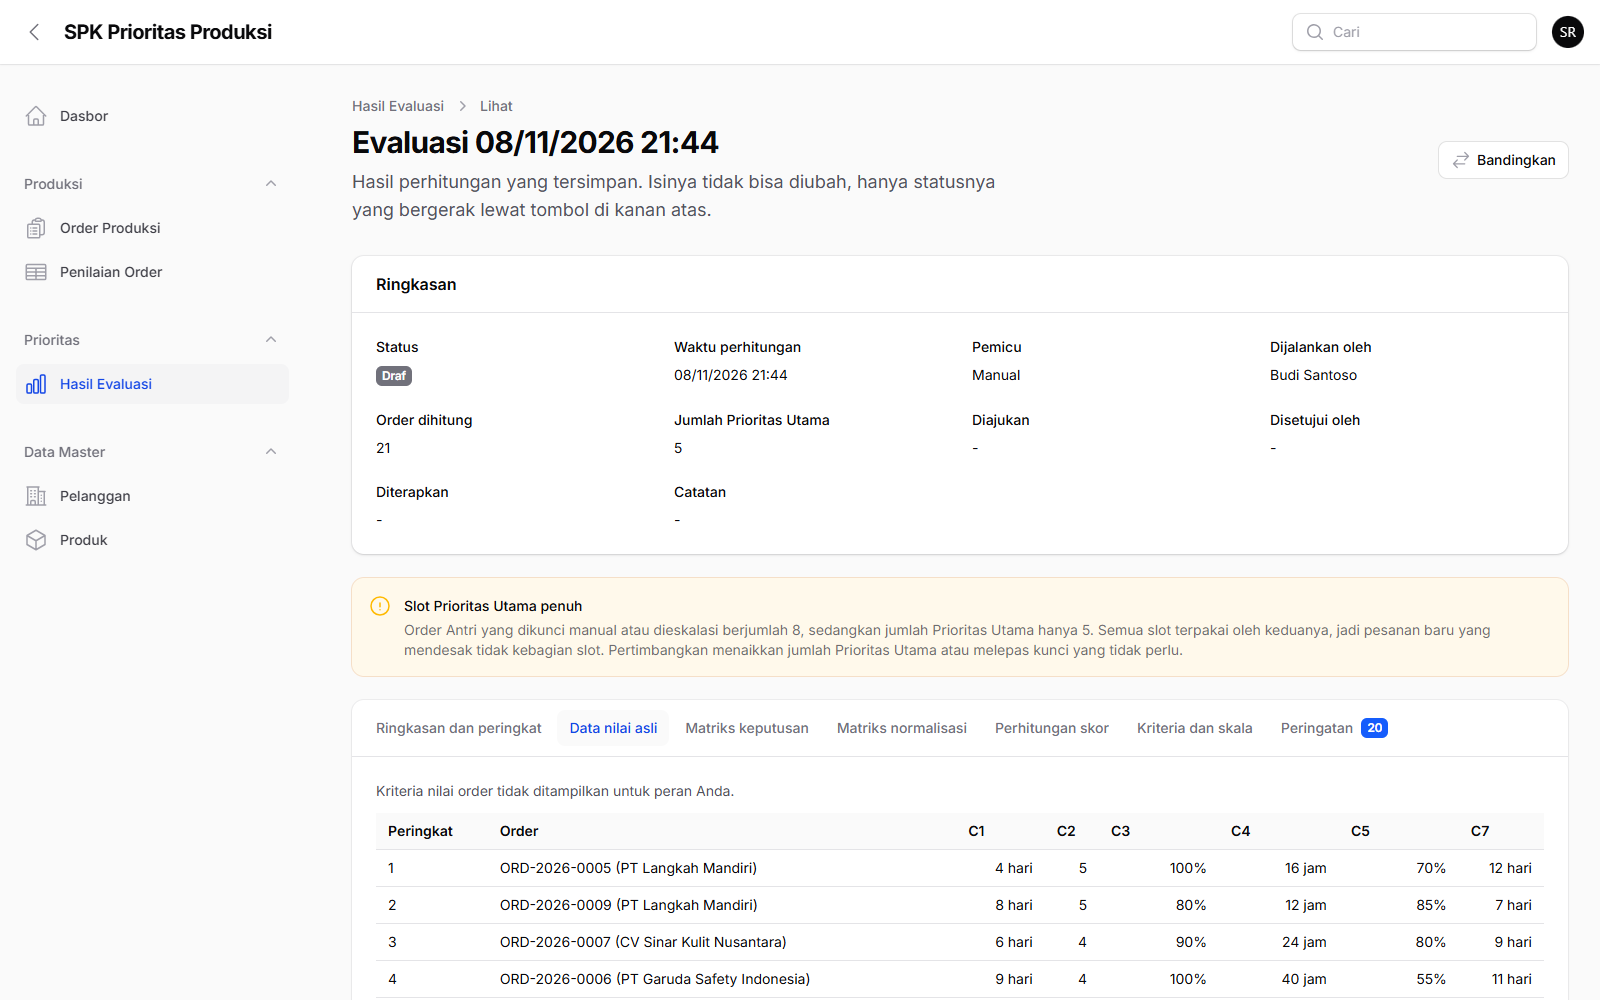 SPK Prioritas Produksi
Cari
SR
Dasbor
Produksi
Order Produksi
Penilaian Order
Prioritas
Hasil Evaluasi
Data Master
Pelanggan
Produk
Hasil Evaluasi > Lihat
Evaluasi 08/11/2026 21:44
Hasil perhitungan yang tersimpan. Isinya tidak bisa diubah, hanya statusnya
yang bergerak lewat tombol di kanan atas.
Bandingkan
Ringkasan
Status Waktu perhitungan Pemicu Dijalankan oleh
Draf 08/11/2026 21:44 Manual Budi Santoso
Order dihitung Jumlah Prioritas Utama Diajukan Disetujui oleh
21 5 - -
Diterapkan Catatan
- -
Slot Prioritas Utama penuh
Order Antri yang dikunci manual atau dieskalasi berjumlah 8, sedangkan jumlah Prioritas Utama hanya 5. Semua slot terpakai oleh keduanya, jadi pesanan baru yang
mendesak tidak kebagian slot. Pertimbangkan menaikkan jumlah Prioritas Utama atau melepas kunci yang tidak perlu.
Ringkasan dan peringkat Data nilai asli Matriks keputusan Matriks normalisasi Perhitungan skor Kriteria dan skala Peringatan 20
Kriteria nilai order tidak ditampilkan untuk peran Anda.
Peringkat Order C1 C2 C3 C4 C5 C7
1 ORD-2026-0005 (PT Langkah Mandiri) 4 hari 5 100% 16 jam 70% 12 hari
2 ORD-2026-0009 (PT Langkah Mandiri) 8 hari 5 80% 12 jam 85% 7 hari
3 ORD-2026-0007 (CV Sinar Kulit Nusantara) 6 hari 4 90% 24 jam 80% 9 hari
4 ORD-2026-0006 (PT Garuda Safety Indonesia) 9 hari 4 100% 40 jam 55% 11 hari